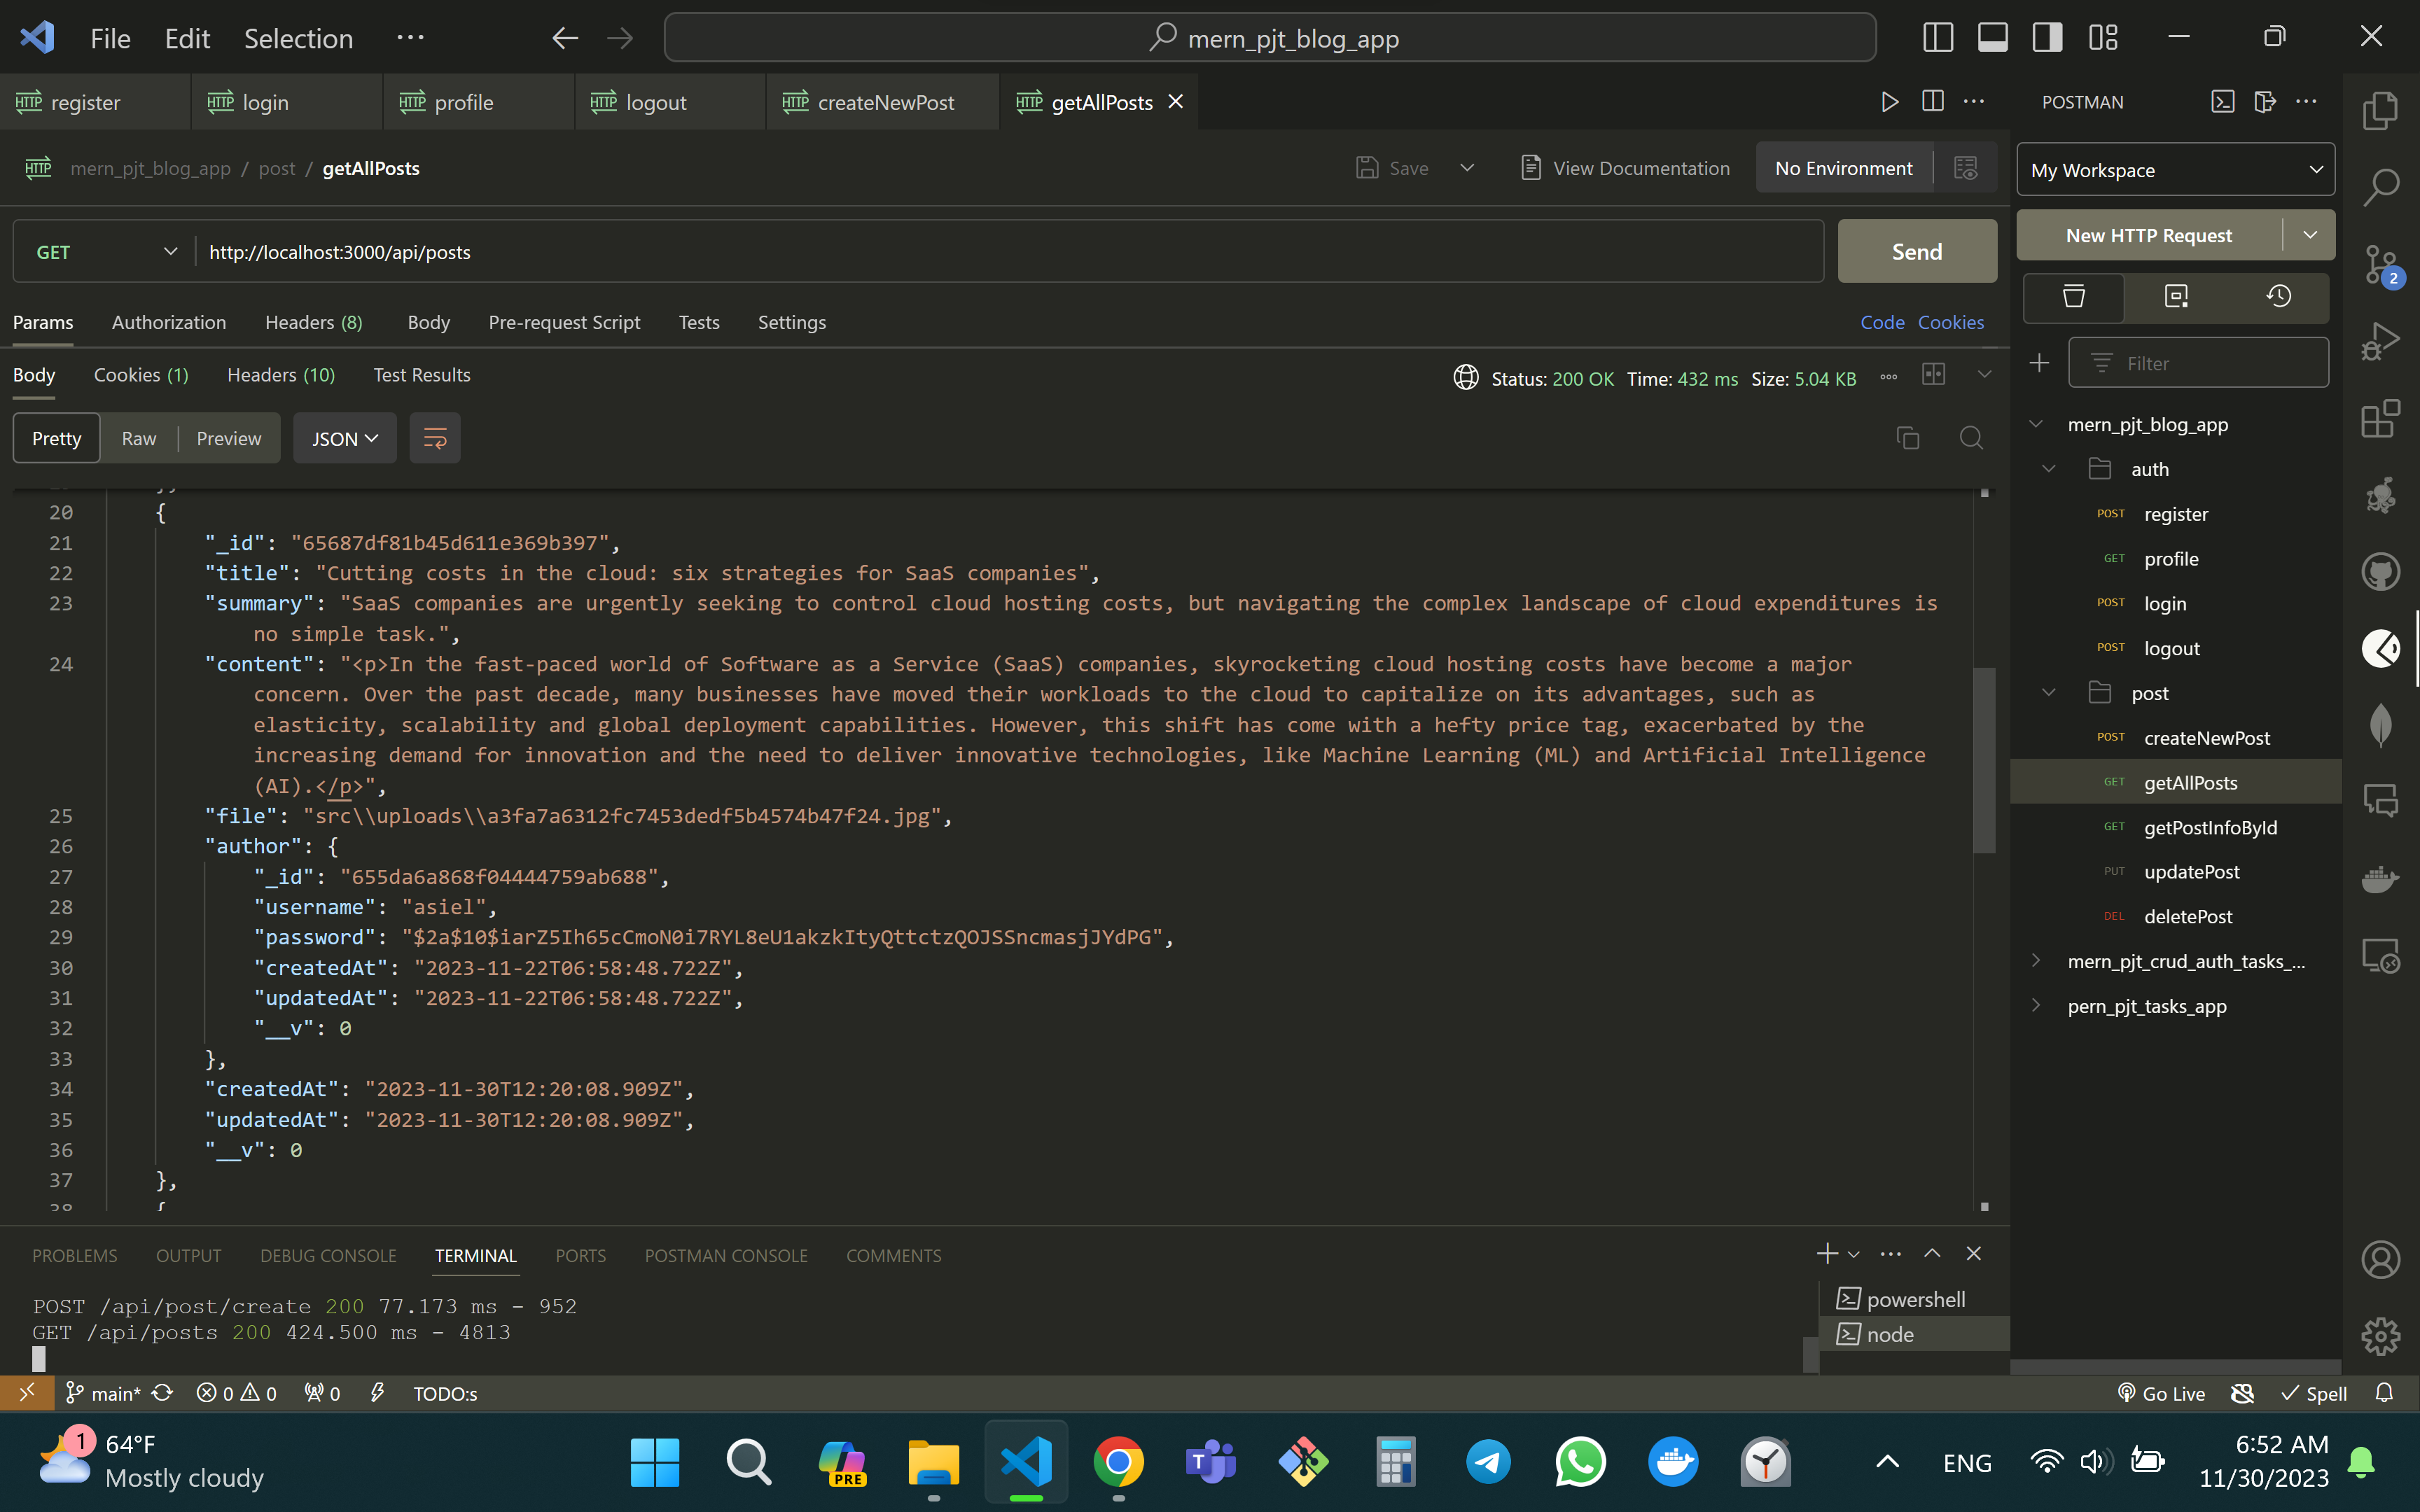 File Edit Selection ··· mern_pjt_blog_app
HTTP register HTTP login HTTP profile HTTP logout HTTP createNewPost HTTP getAllPosts
POSTMAN
HTTP mern_pjt_blog_app / post / getAllPosts Save View Documentation No Environment
My Workspace
GET http://localhost:3000/api/posts Send
New HTTP Request
2
Params Authorization Headers (8) Body Pre-request Script Tests Settings Code Cookies
Body Cookies (1) Headers (10) Test Results Status: 200 OK Time: 432 ms Size: 5.04 KB
Filter
Pretty Raw Preview JSON
20 {
21 "_id": "65687df81b45d611e369b397",
22 "title": "Cutting costs in the cloud: six strategies for SaaS companies",
23 "summary": "SaaS companies are urgently seeking to control cloud hosting costs, but navigating the complex landscape of cloud expenditures is
no simple task.",
24 "content": "<p>In the fast-paced world of Software as a Service (SaaS) companies, skyrocketing cloud hosting costs have become a major
concern. Over the past decade, many businesses have moved their workloads to the cloud to capitalize on its advantages, such as
elasticity, scalability and global deployment capabilities. However, this shift has come with a hefty price tag, exacerbated by the
increasing demand for innovation and the need to deliver innovative technologies, like Machine Learning (ML) and Artificial Intelligence
(AI).</p>",
25 "file": "src\\uploads\\a3fa7a6312fc7453dedf5b4574b47f24.jpg",
26 "author": {
27 "_id": "655da6a868f04444759ab688",
28 "username": "asiel",
29 "password": "$2a$10$iarZ5Ih65cCmoN0i7RYL8eU1akzkItyQttctzQOJSSncmasjJYdPG",
30 "createdAt": "2023-11-22T06:58:48.722Z",
31 "updatedAt": "2023-11-22T06:58:48.722Z",
32 "__v": 0
33 },
34 "createdAt": "2023-11-30T12:20:08.909Z",
35 "updatedAt": "2023-11-30T12:20:08.909Z",
36 "__v": 0
37 },
38 {
mern_pjt_blog_app
auth
POST register
GET profile
POST login
POST logout
post
POST createNewPost
GET getAllPosts
GET getPostInfoById
PUT updatePost
DEL deletePost
mern_pjt_crud_auth_tasks_...
pern_pjt_tasks_app
PROBLEMS OUTPUT DEBUG CONSOLE TERMINAL PORTS POSTMAN CONSOLE COMMENTS
POST /api/post/create 200 77.173 ms - 952
GET /api/posts 200 424.500 ms - 4813
powershell
node
main* 0 0 0 TODO:s Go Live Spell
1 64°F
Mostly cloudy
PRE
T
ENG
6:52 AM
11/30/2023